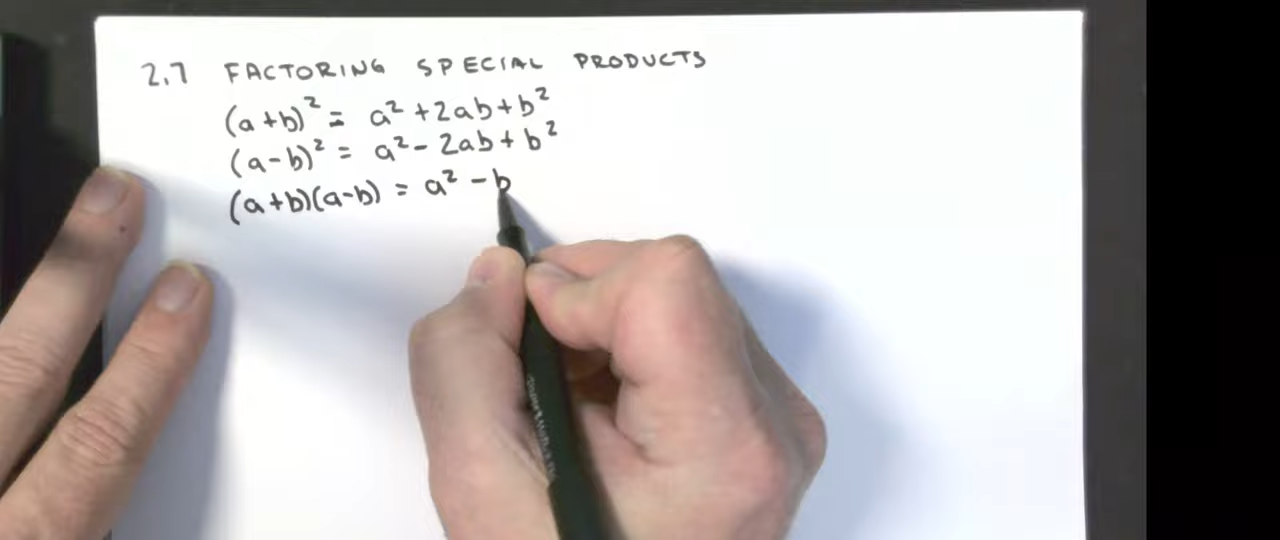 2.7 FACTORING SPECIAL PRODUCTS
(a+b)² = a² + 2ab + b²
(a-b)² = a² - 2ab + b²
(a+b)(a-b) = a² - b